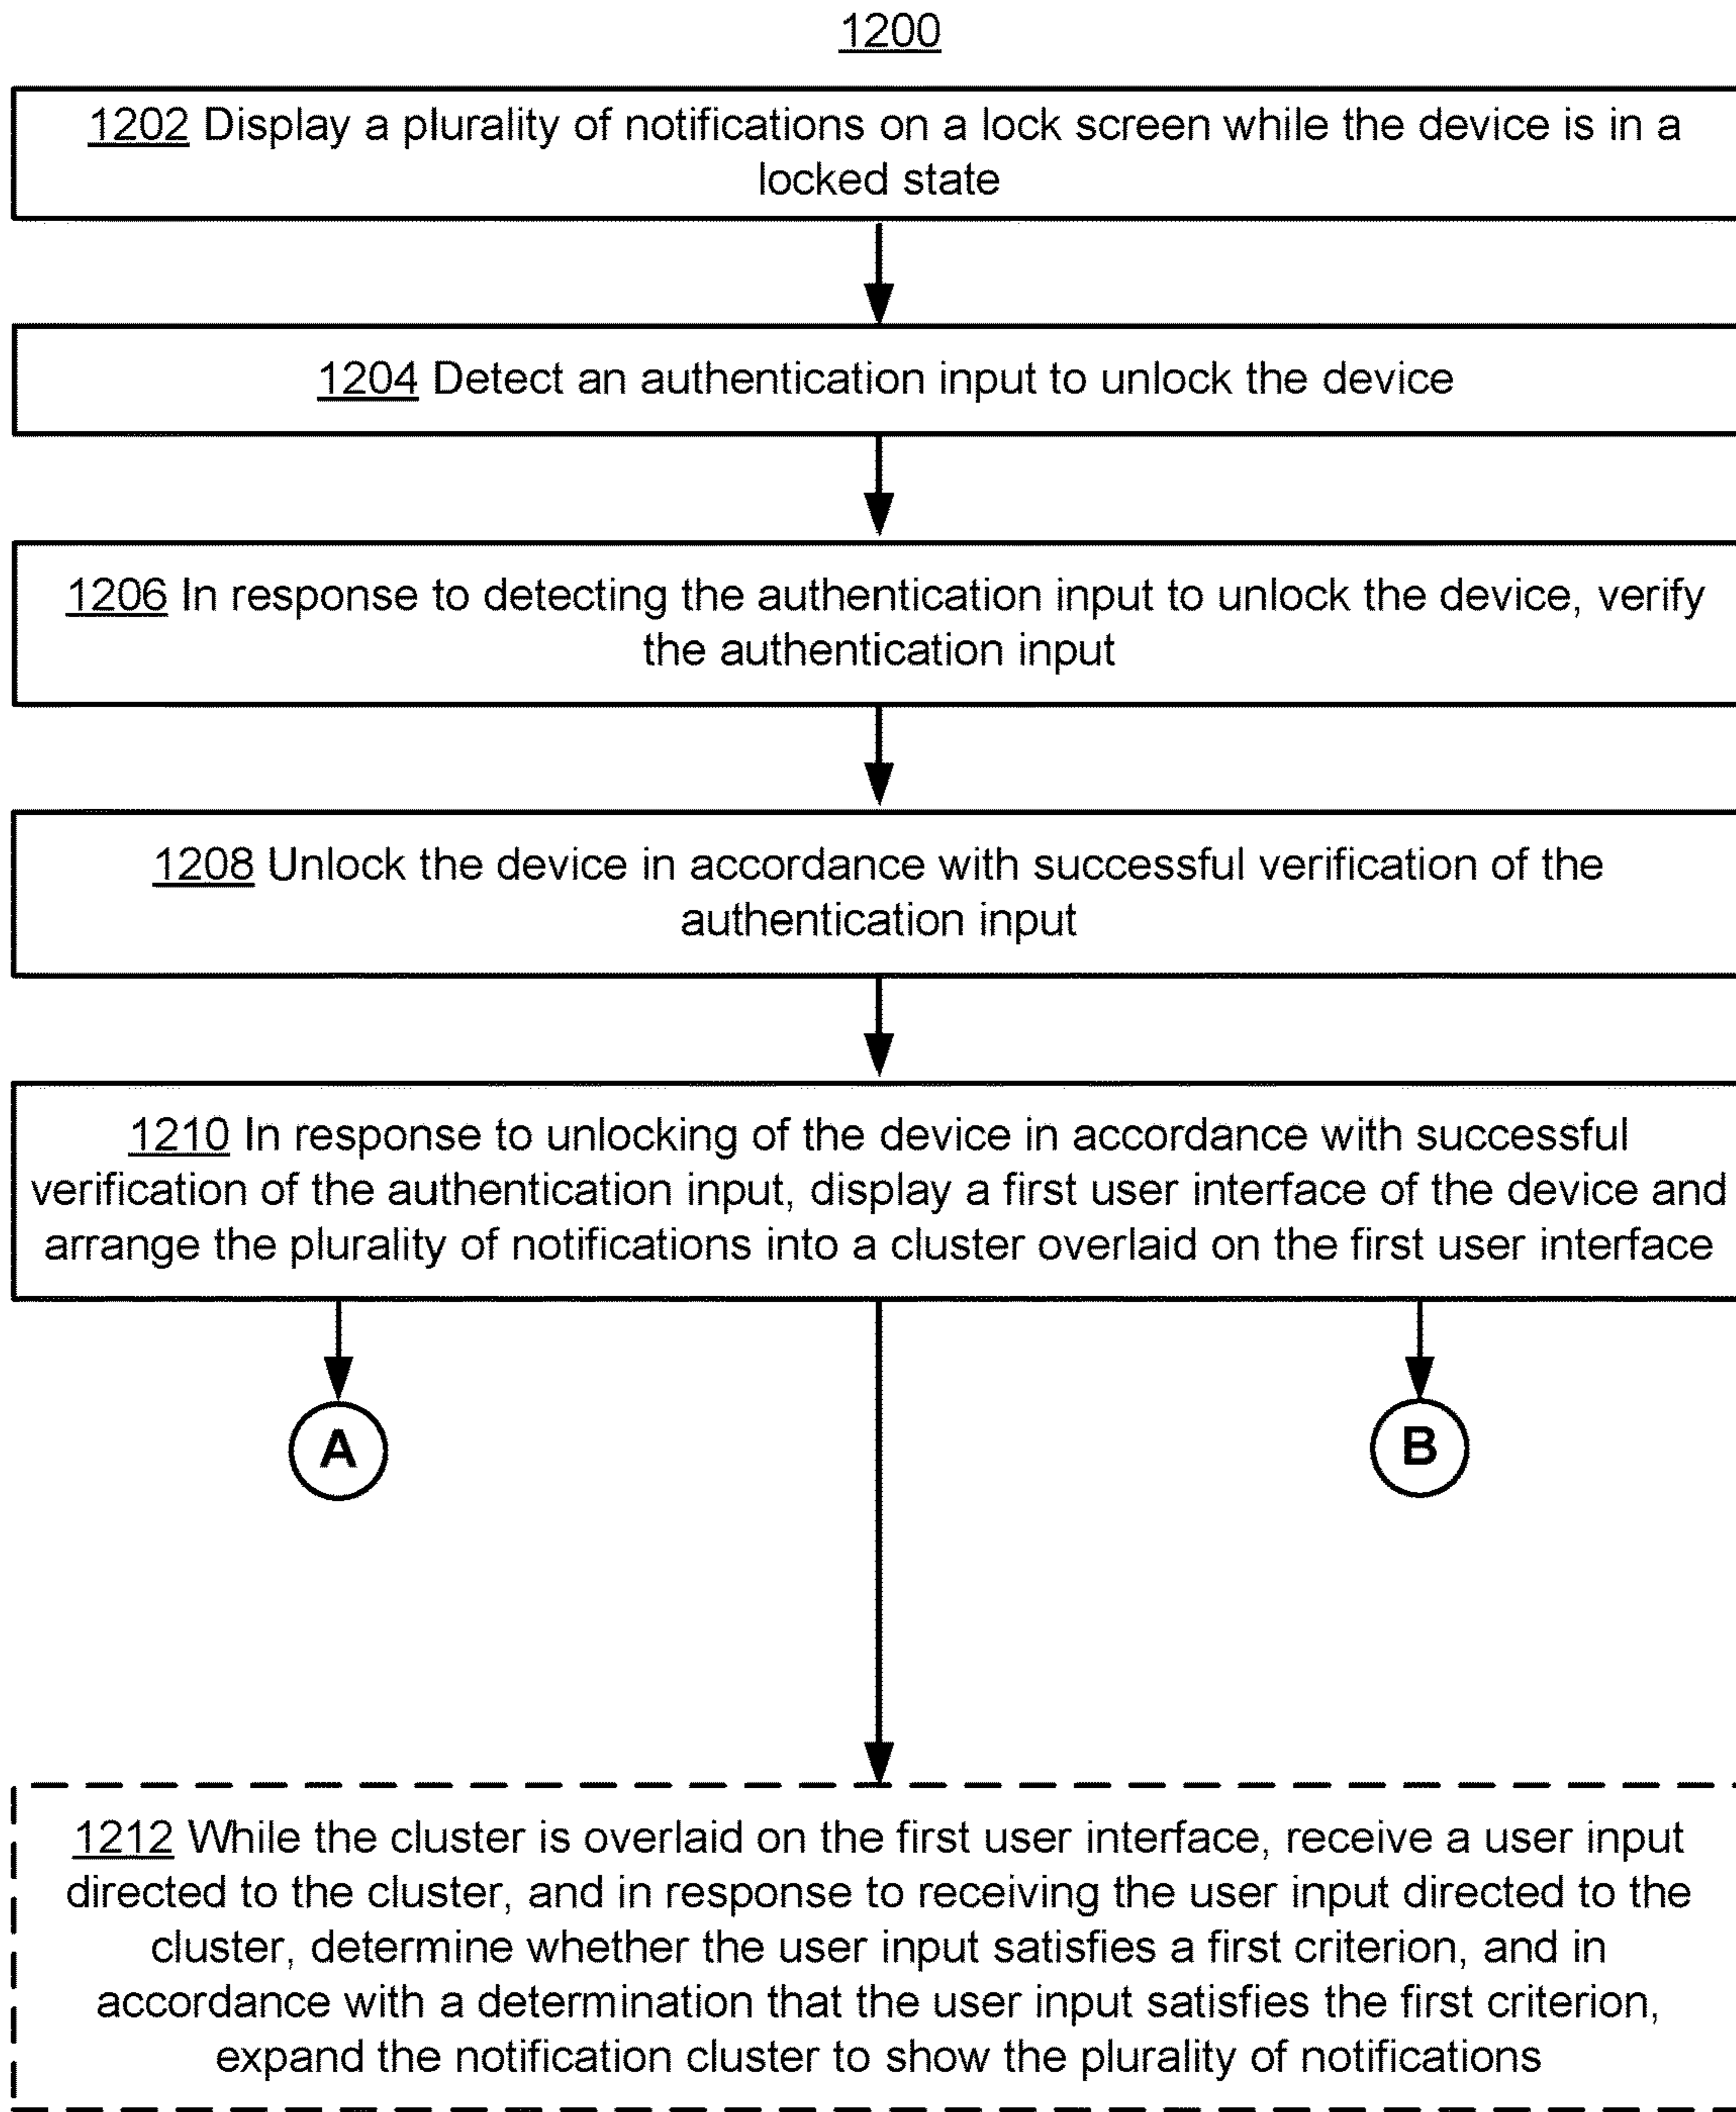 1200
1202 Display a plurality of notifications on a lock screen while the device is in a
locked state
1204 Detect an authentication input to unlock the device
1206 In response to detecting the authentication input to unlock the device, verify
the authentication input
1208 Unlock the device in accordance with successful verification of the
authentication input
1210 In response to unlocking of the device in accordance with successful
verification of the authentication input, display a first user interface of the device and
arrange the plurality of notifications into a cluster overlaid on the first user interface
A
B
1212 While the cluster is overlaid on the first user interface, receive a user input
directed to the cluster, and in response to receiving the user input directed to the
cluster, determine whether the user input satisfies a first criterion, and in
accordance with a determination that the user input satisfies the first criterion,
expand the notification cluster to show the plurality of notifications